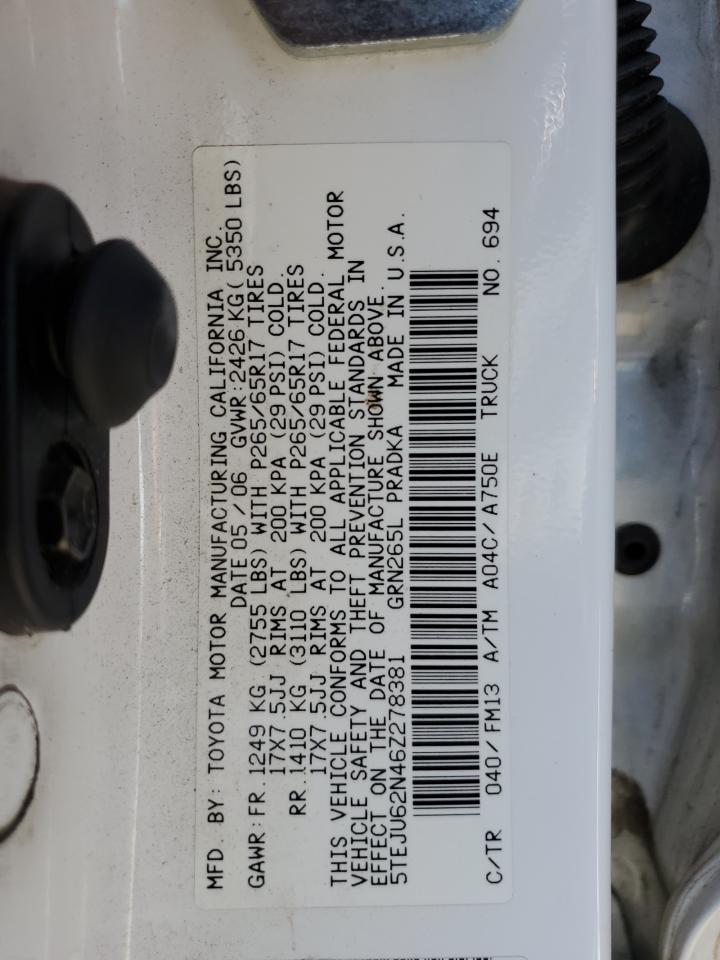 MFD. BY: TOYOTA MOTOR MANUFACTURING CALIFORNIA INC.
DATE 05/06 GVWR:2426KG( 5350 LBS)
GAWR:FR. 1249 KG (2755 LBS) WITH P265/65R17 TIRES
17X7.5JJ RIMS AT 200 KPA (29 PSI) COLD.
RR. 1410 KG (3110 LBS) WITH P265/65R17 TIRES
17X7.5JJ RIMS AT 200 KPA (29 PSI) COLD.
THIS VEHICLE CONFORMS TO ALL APPLICABLE FEDERAL MOTOR
VEHICLE SAFETY AND THEFT PREVENTION STANDARDS IN
EFFECT ON THE DATE OF MANUFACTURE SHOWN ABOVE.
5TEJU62N46Z278381 GRN265L PRADKA MADE IN U.S.A.
C/TR 040/FM13 A/TM A04C/A750E TRUCK NO. 694